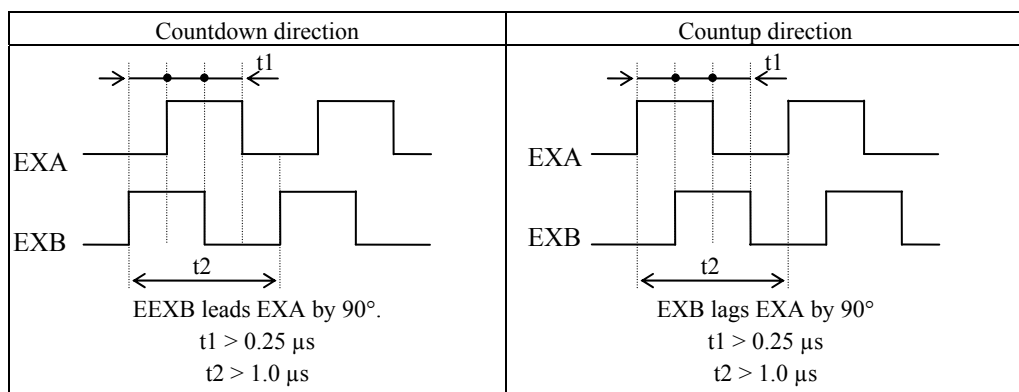 Countdown direction
t1
EXA
EXB
t2
EEXB leads EXA by 90°.
t1 > 0.25 µs
t2 > 1.0 µs
Countup direction
t1
EXA
EXB
t2
EXB lags EXA by 90°
t1 > 0.25 µs
t2 > 1.0 µs